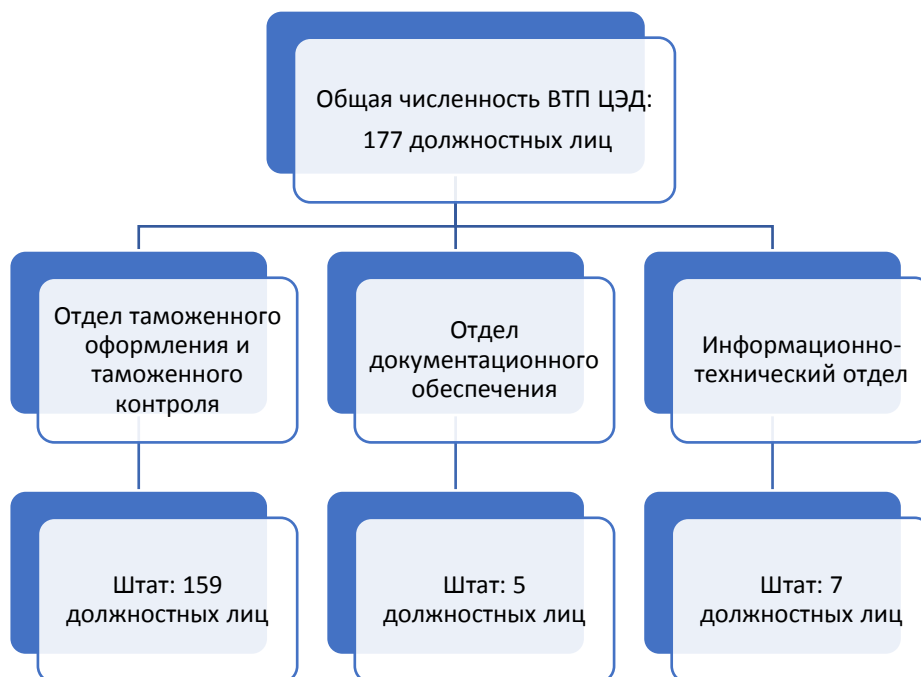 Общая численность ВТП ЦЭД:
177 должностных лиц
Отдел таможенного
оформления и
таможенного
контроля
Отдел
документационного
обеспечения
Информационно-
технический отдел
Штат: 159
должностных лиц
Штат: 5
должностных лиц
Штат: 7
должностных лиц